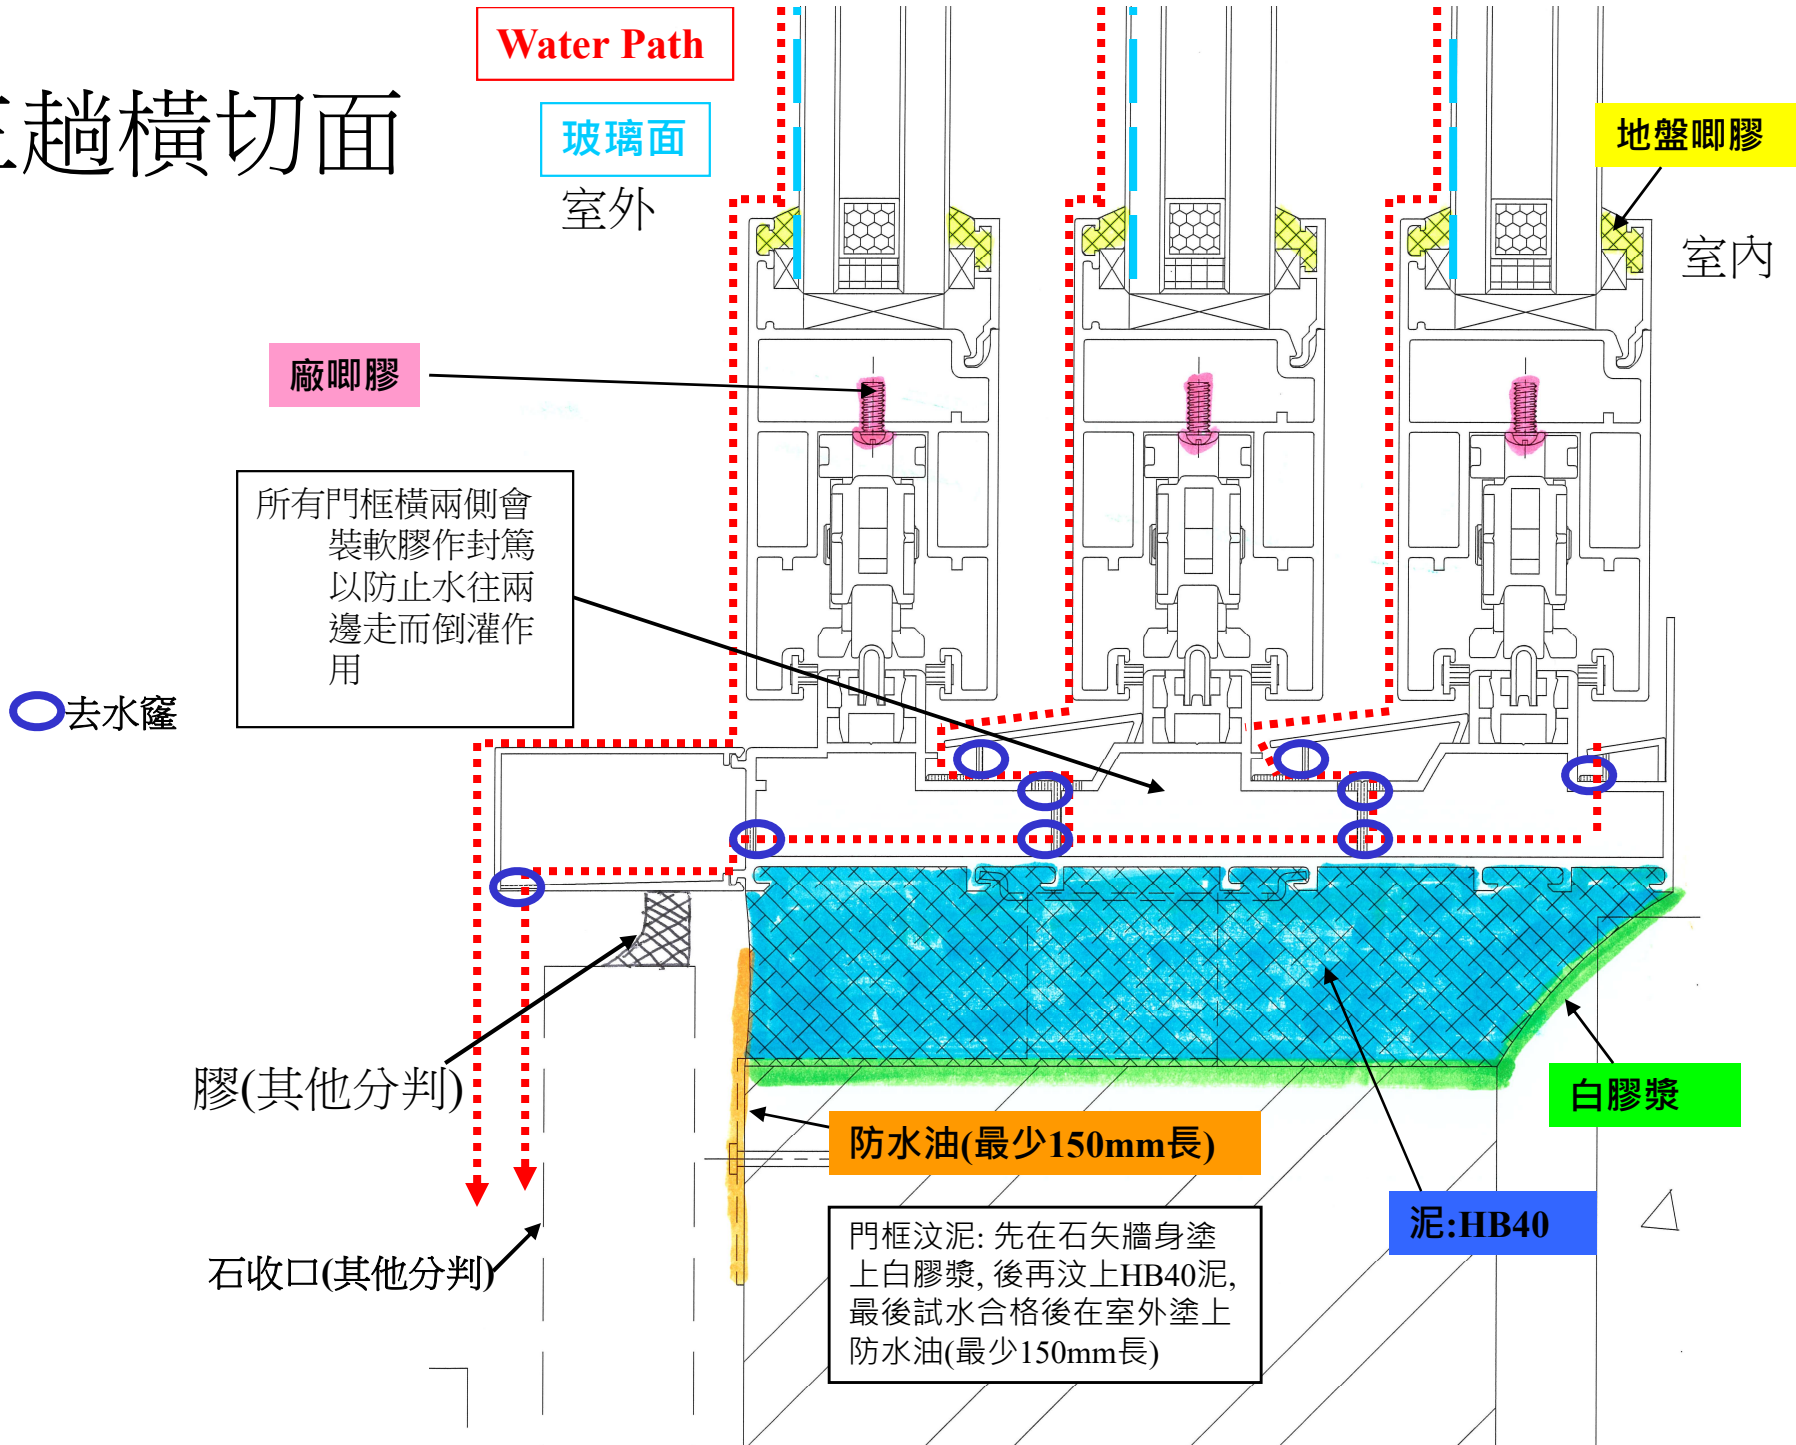 Water Path
趟橫切面
玻璃面
室外
地盤唧膠
室內
廠唧膠
所有門框橫兩側會
裝軟膠作封篤
以防止水往兩
邊走而倒灌作
用
去水窿
膠(其他分判)
白膠漿
防水油(最少150mm長)
泥:HB40
石收口(其他分判)
門框汶泥: 先在石矢牆身塗
上白膠漿, 後再汶上HB40泥,
最後試水合格後在室外塗上
防水油(最少150mm長)